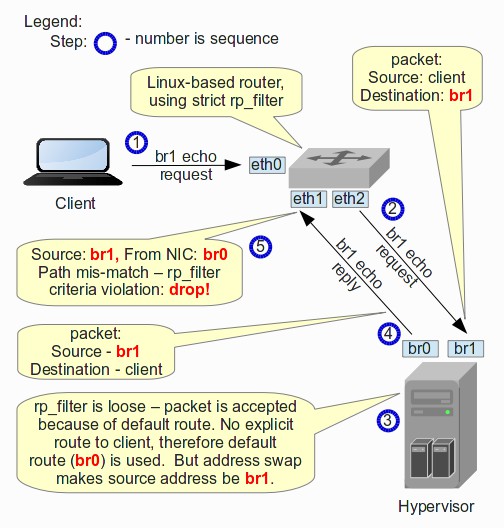 Legend:
Step: - number is sequence
packet:
Source: client
Destination: br1
Linux-based router,
using strict rp_filter
1
br1 echo
request
eth0
Client
eth1
eth2
2
br1 echo
request
br1 echo
reply
5
Source: br1, From NIC: br0
Path mis-match – rp_filter
criteria violation: drop!
packet:
Source - br1
Destination - client
4
br0
br1
rp_filter is loose – packet is accepted
because of default route. No explicit
route to client, therefore default
route (br0) is used. But address swap
makes source address be br1.
3
Hypervisor